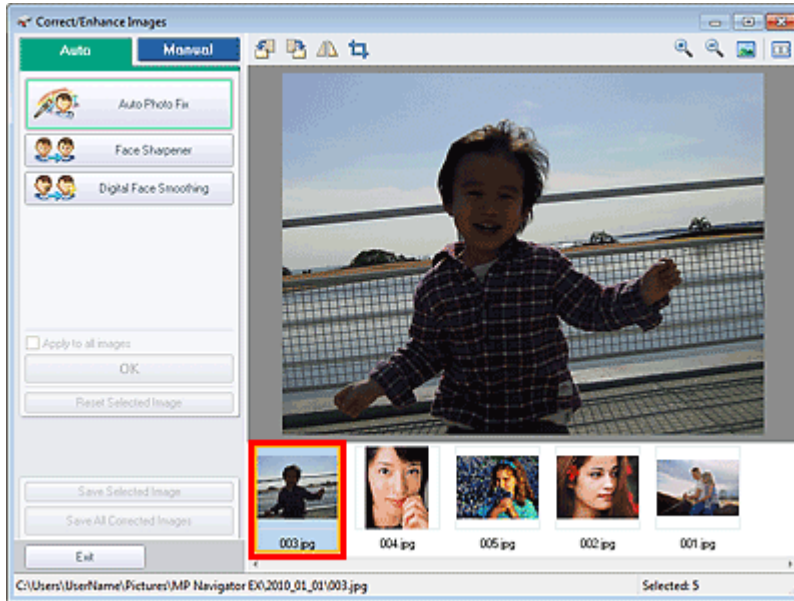 Correct/Enhance Images
Auto
Manual
Auto Photo Fix
Face Sharpener
Digital Face Smoothing
Apply to all images
OK
Reset Selected Image
Save Selected Image
Save All Corrected Images
Exit
003.jpg
004.jpg
005.jpg
002.jpg
001.jpg
C:\Users\UserName\Pictures\MP Navigator EX\2010_01_01\003.jpg
Selected: 5